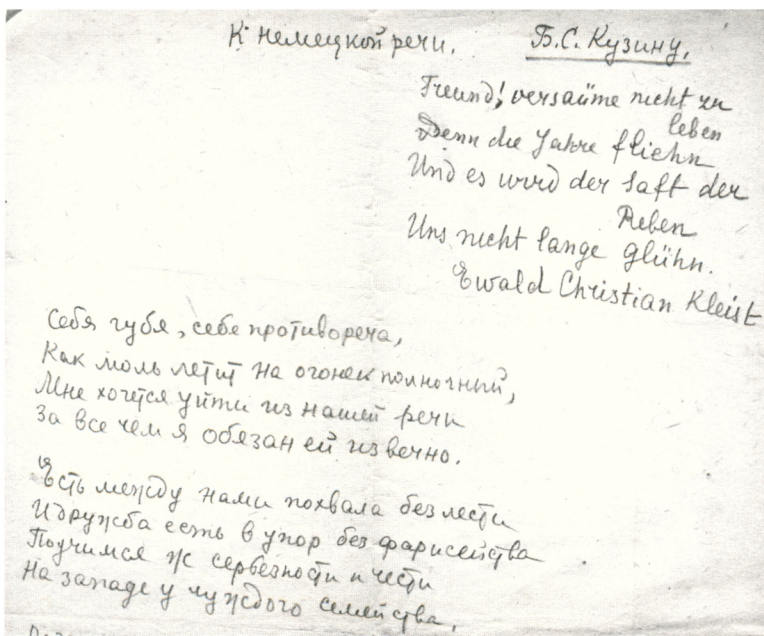 К немецкой речи. Б.С. Кузину.
Freund! versaüme nicht zu
leben
Denn die Jahre fliehn
Und es wird der Saft der
Reben
Uns nicht lange glühn.
Ewald Christian Kleist
Себя губя, себе противореча,
Как моль летит на огонек полночный,
Мне хочется уйти из нашей речи
За все чем я обязан ей извечно.
Есть между нами похвала без лести
И дружба есть в упор без фарисейства
Поучимся ж серьезности и чести
На западе у чуждого семейства.